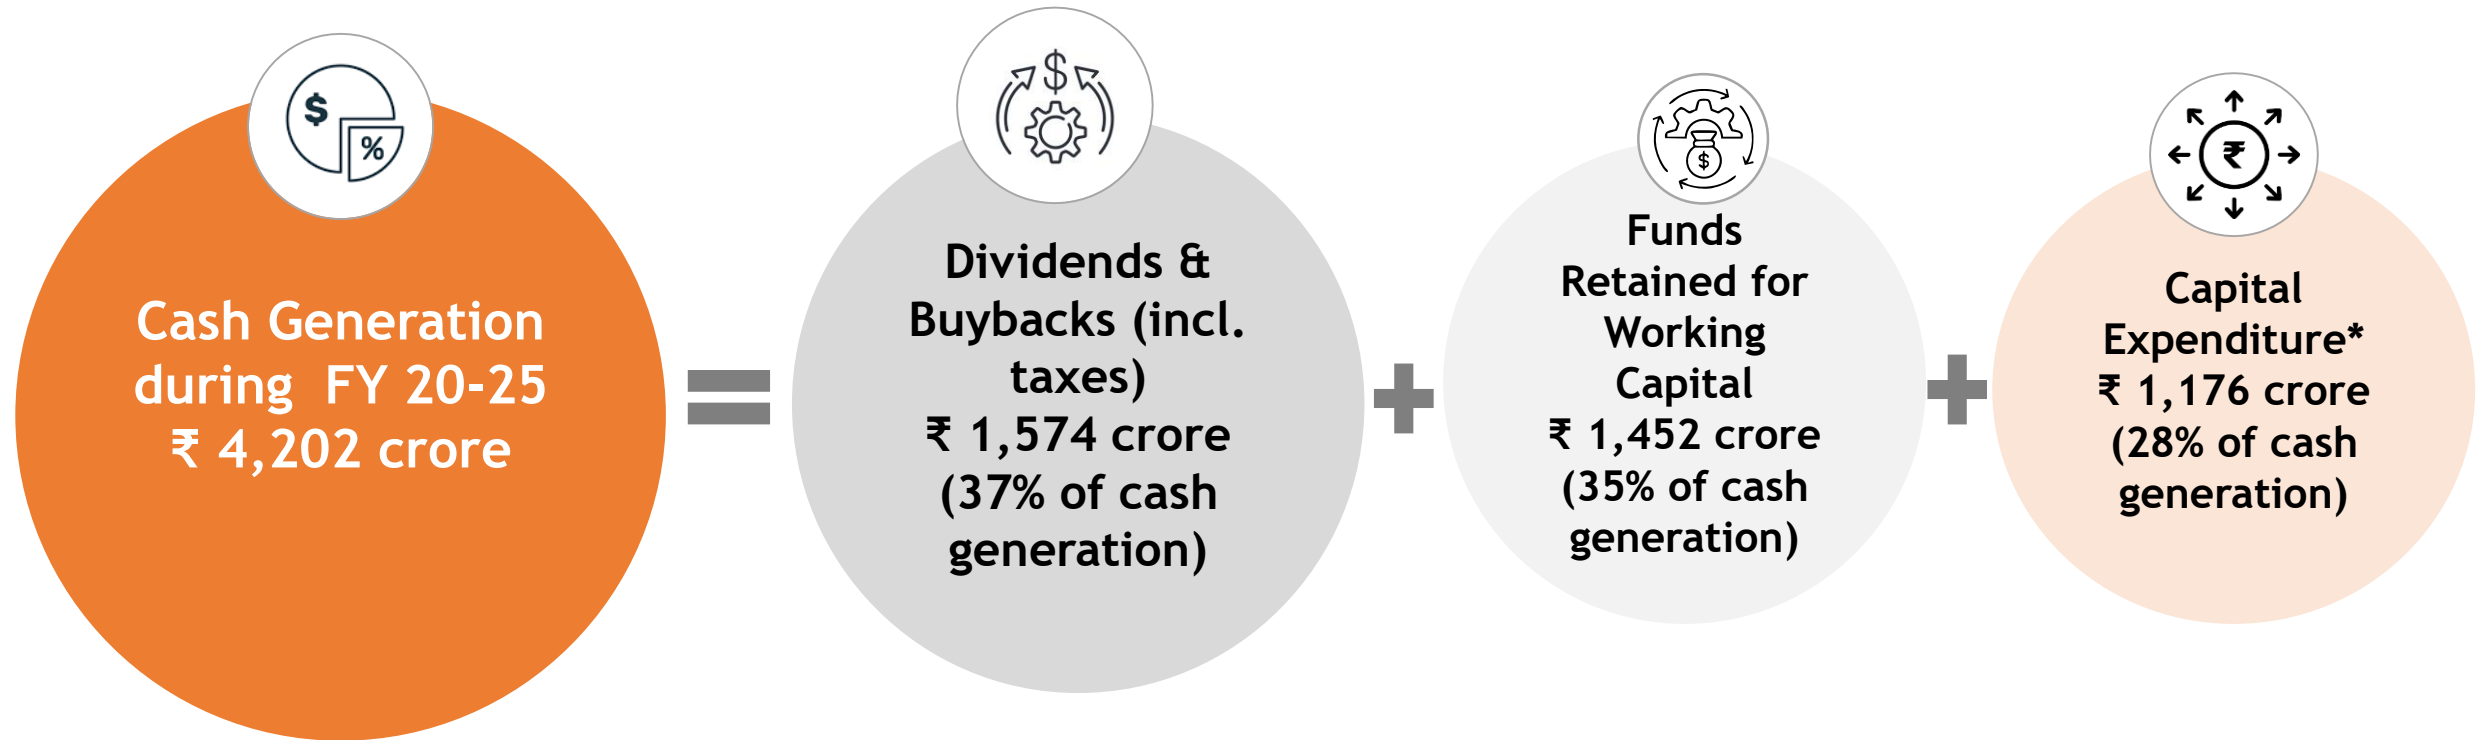 $
%
Cash Generation
during FY 20-25
₹ 4,202 crore
=
$
Dividends &
Buybacks (incl.
taxes)
₹ 1,574 crore
(37% of cash
generation)
+
$
Funds
Retained for
Working
Capital
₹ 1,452 crore
(35% of cash
generation)
+
₹
Capital
Expenditure*
₹ 1,176 crore
(28% of cash
generation)